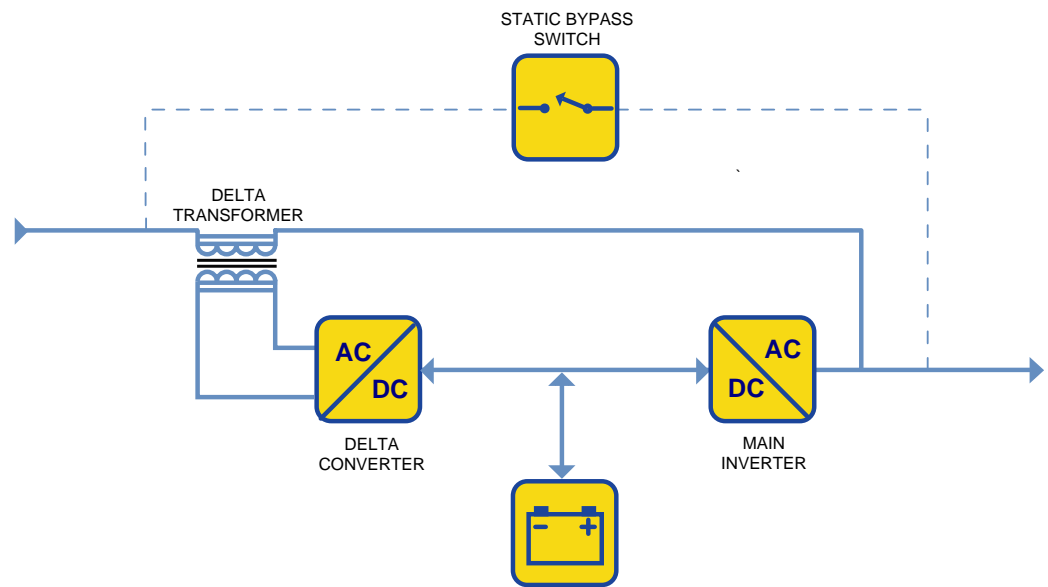 STATIC BYPASS
SWITCH
`
DELTA
TRANSFORMER
AC
DC
AC
DC
DELTA
CONVERTER
MAIN
INVERTER
- +